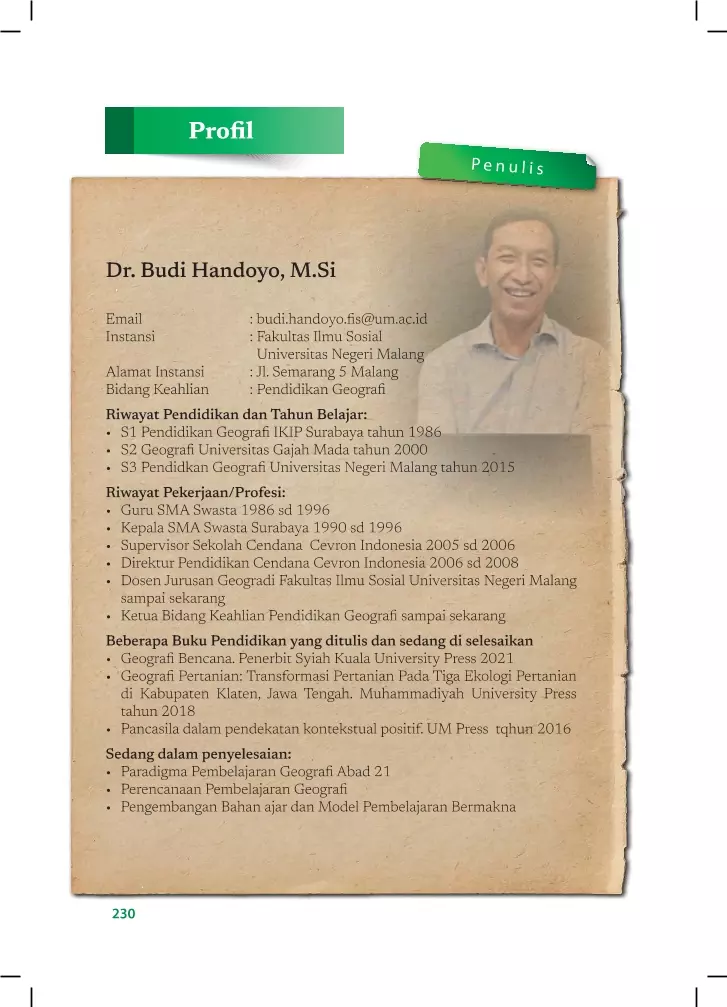 Profil
Penulis
Dr. Budi Handoyo, M.Si
Email : budi.handoyo.fis@um.ac.id
Instansi : Fakultas Ilmu Sosial
Universitas Negeri Malang
Alamat Instansi : Jl. Semarang 5 Malang
Bidang Keahlian : Pendidikan Geografi
Riwayat Pendidikan dan Tahun Belajar:
• S1 Pendidikan Geografi IKIP Surabaya tahun 1986
• S2 Geografi Universitas Gajah Mada tahun 2000
• S3 Pendidkan Geografi Universitas Negeri Malang tahun 2015
Riwayat Pekerjaan/Profesi:
• Guru SMA Swasta 1986 sd 1996
• Kepala SMA Swasta Surabaya 1990 sd 1996
• Supervisor Sekolah Cendana Cevron Indonesia 2005 sd 2006
• Direktur Pendidikan Cendana Cevron Indonesia 2006 sd 2008
• Dosen Jurusan Geogradi Fakultas Ilmu Sosial Universitas Negeri Malang
sampai sekarang
• Ketua Bidang Keahlian Pendidikan Geografi sampai sekarang
Beberapa Buku Pendidikan yang ditulis dan sedang di selesaikan
• Geografi Bencana. Penerbit Syiah Kuala University Press 2021
• Geografi Pertanian: Transformasi Pertanian Pada Tiga Ekologi Pertanian
di Kabupaten Klaten, Jawa Tengah. Muhammadiyah University Press
tahun 2018
• Pancasila dalam pendekatan kontekstual positif. UM Press tqhun 2016
Sedang dalam penyelesaian:
• Paradigma Pembelajaran Geografi Abad 21
• Perencanaan Pembelajaran Geografi
• Pengembangan Bahan ajar dan Model Pembelajaran Bermakna
230